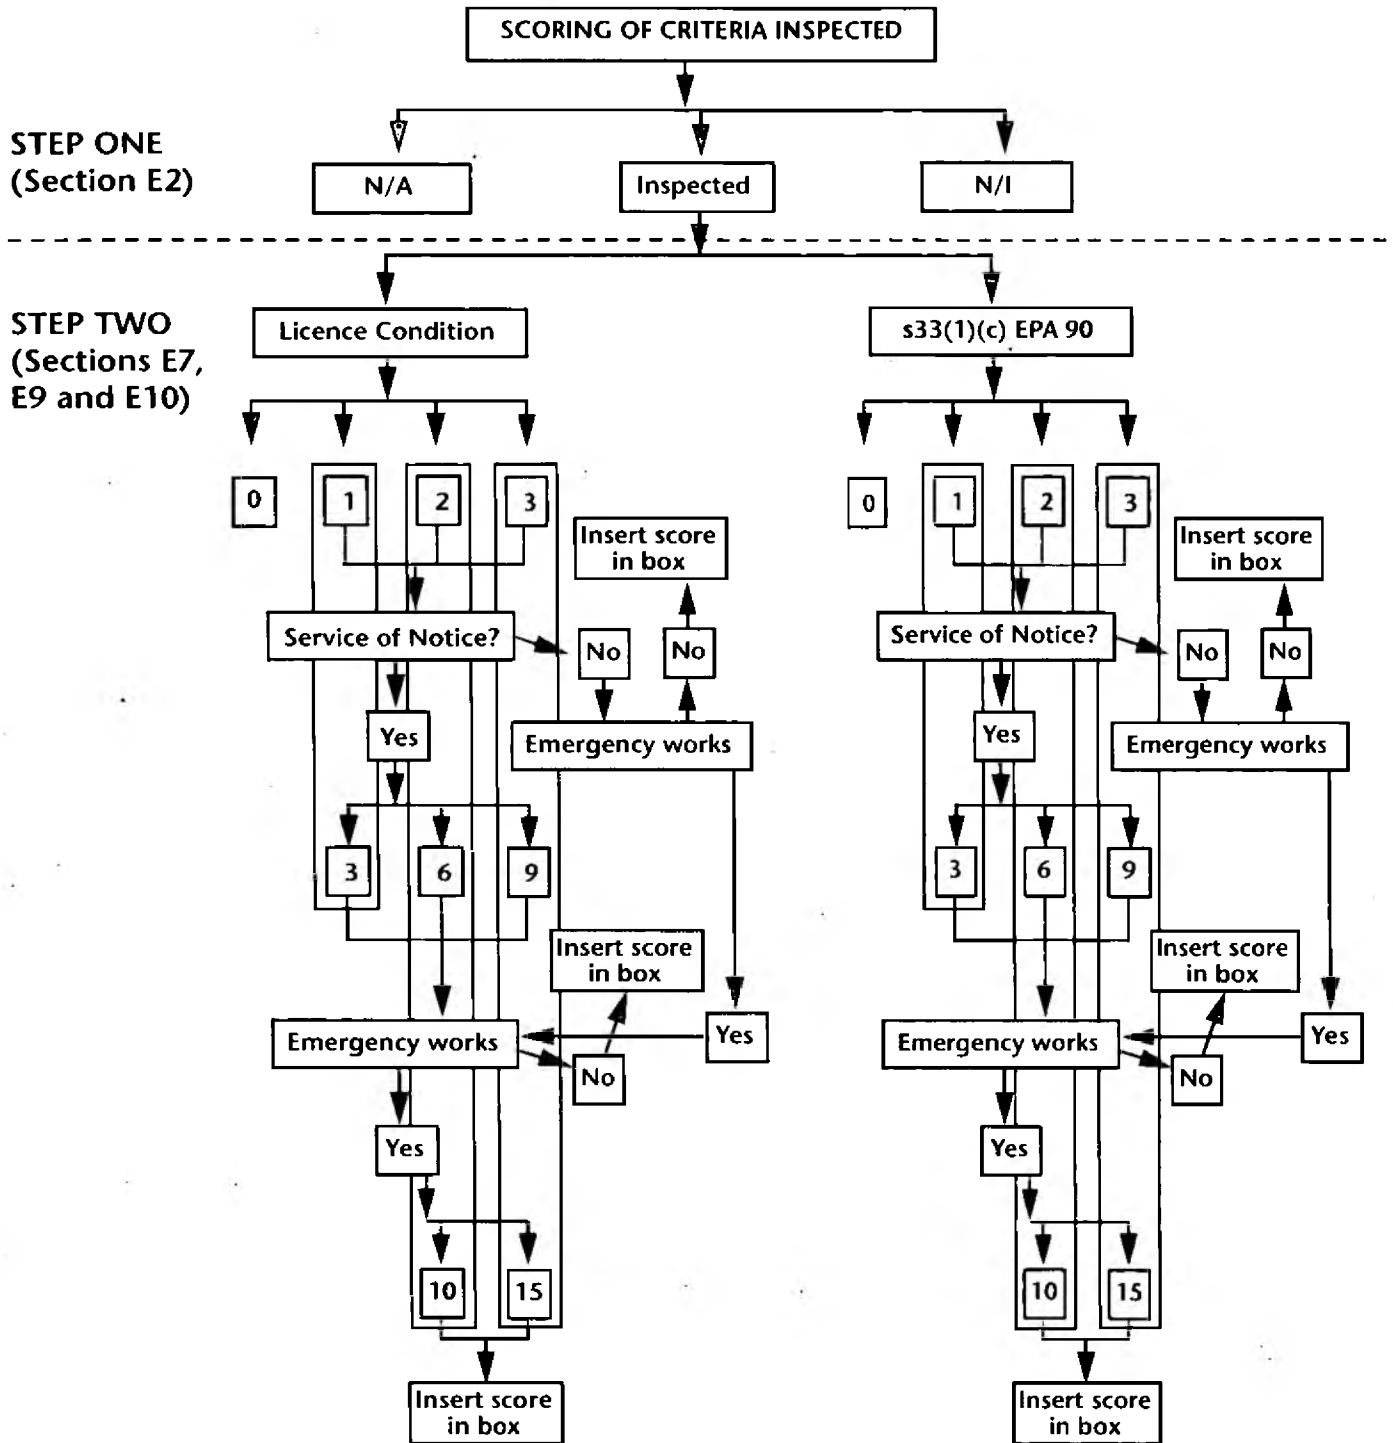 SCORING OF CRITERIA INSPECTED
STEP ONE
(Section E2)
N/A
Inspected
N/I
STEP TWO
(Sections E7,
E9 and E10)
Licence Condition
s33(1)(c) EPA 90
0
1
2
3
Insert score
in box
Service of Notice?
No
No
Yes
Emergency works
3
6
9
Insert score
in box
Emergency works
No
Yes
Yes
10
15
Insert score
in box
0
1
2
3
Insert score
in box
Service of Notice?
No
No
Yes
Emergency works
3
6
9
Insert score
in box
Emergency works
No
Yes
Yes
10
15
Insert score
in box